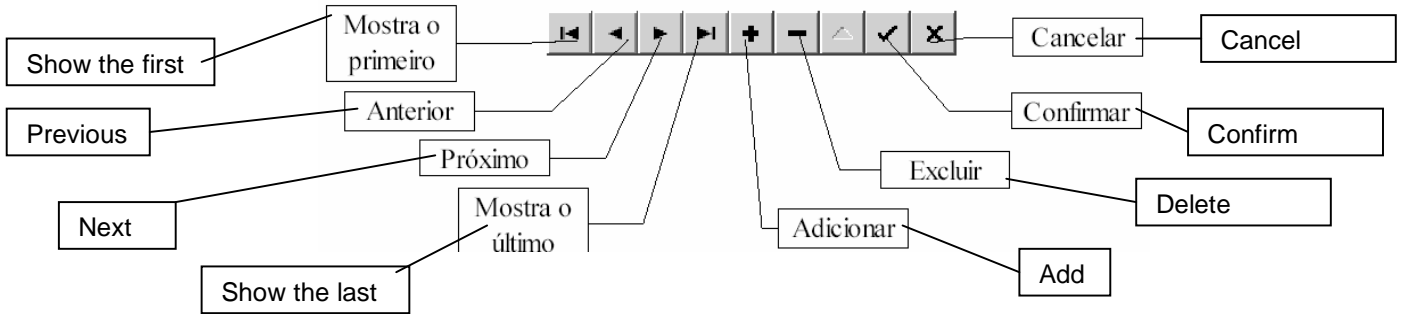 Mostra o
primeiro
Cancelar
Cancel
Show the first
Anterior
Confirmar
Previous
Confirm
Próximo
Excluir
Delete
Next
Mostra o
último
Adicionar
Add
Show the last